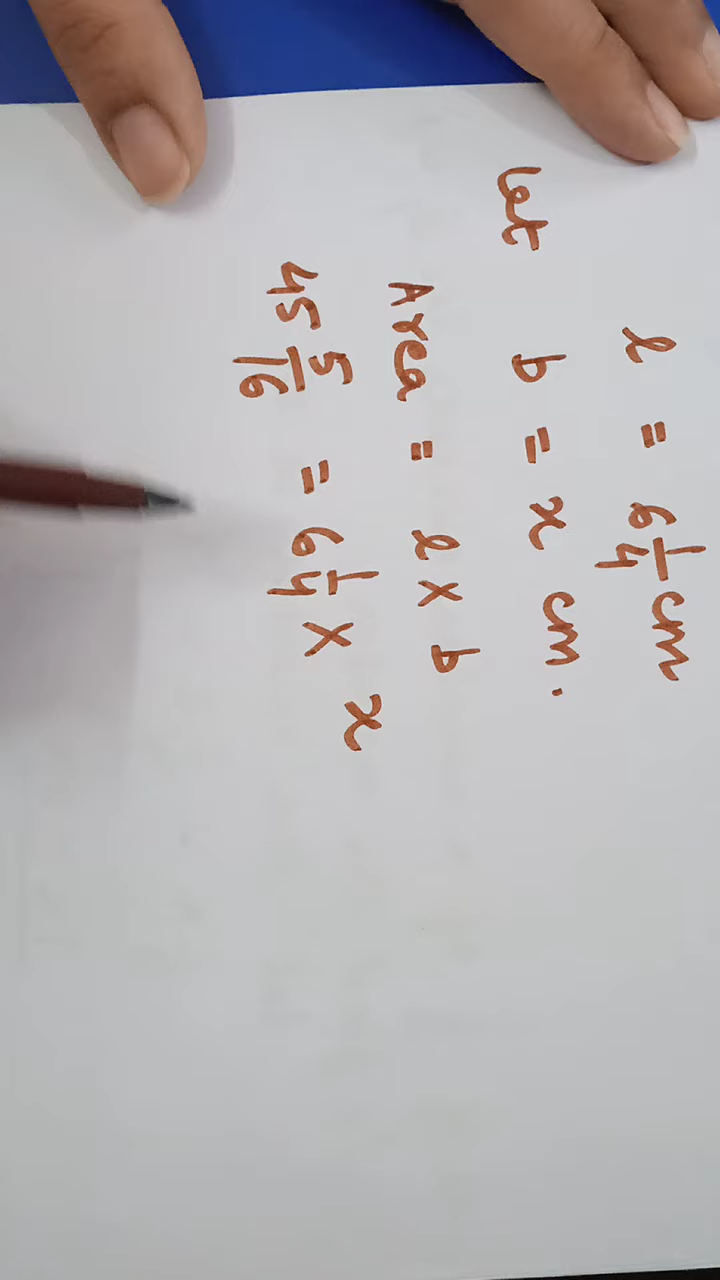 l = 6 1/4 cm
Let b = x cm.
Area = l × b
45 5/16 = 6 1/4 × x